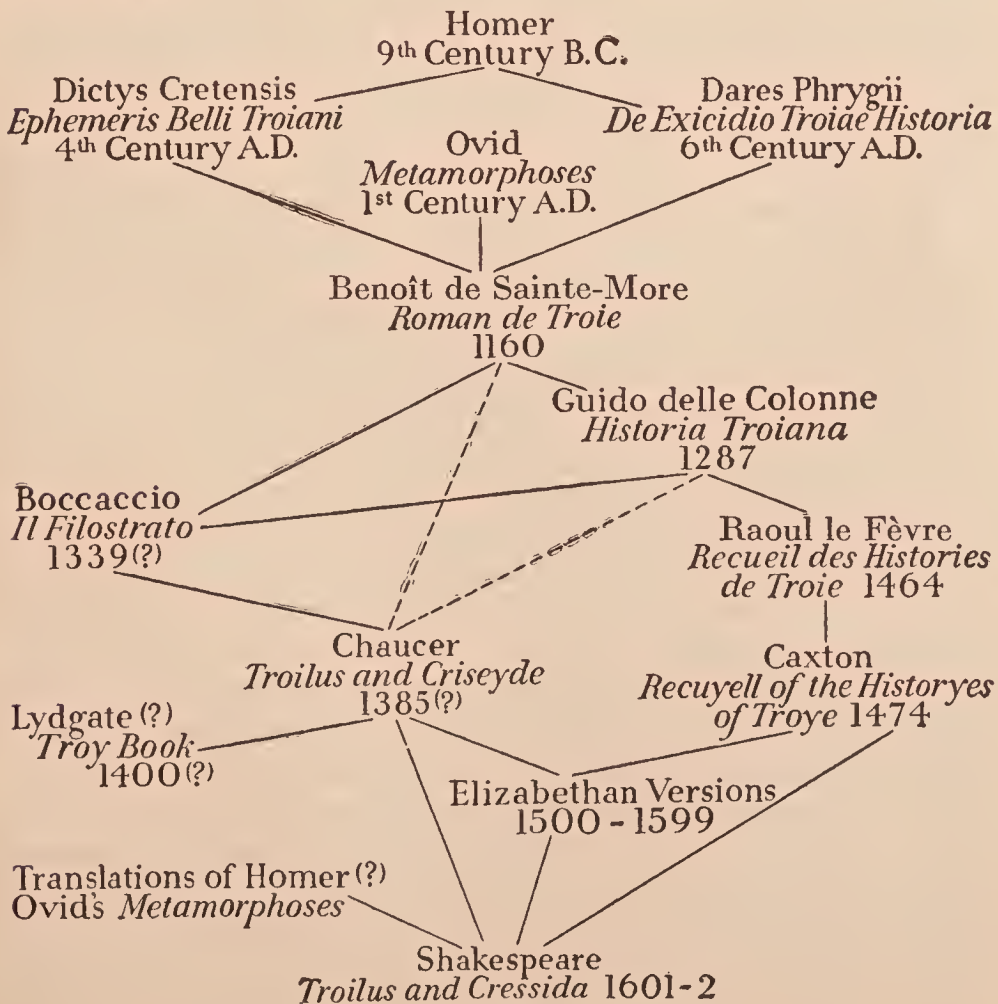 Homer
9th Century B.C.
Dictys Cretensis
Ephemeris Belli Troiani
4th Century A.D.
Dares Phrygii
De Exicidio Troiae Historia
6th Century A.D.
Ovid
Metamorphoses
1st Century A.D.
Benoît de Sainte-More
Roman de Troie
1160
Guido delle Colonne
Historia Troiana
1287
Boccaccio
Il Filostrato
1339(?)
Raoul le Fèvre
Recueil des Histories
de Troie 1464
Chaucer
Troilus and Criseyde
1385(?)
Caxton
Recuyell of the Historyes
of Troye 1474
Lydgate (?)
Troy Book
1400(?)
Elizabethan Versions
1500-1599
Translations of Homer(?)
Ovid's Metamorphoses
Shakespeare
Troilus and Cressida 1601-2